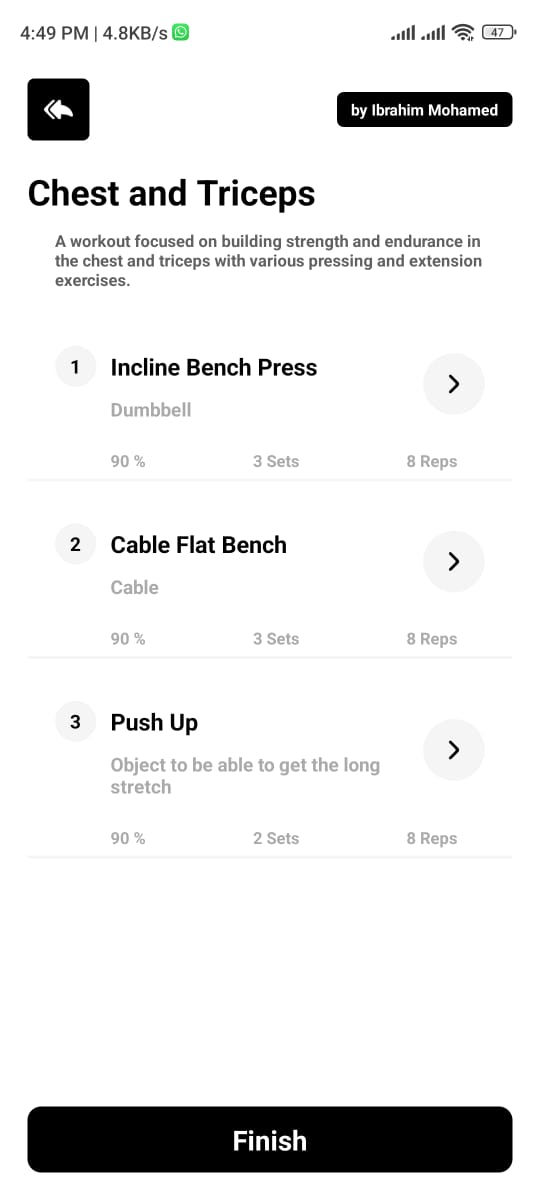 4:49 PM | 4.8KB/s
47
by Ibrahim Mohamed
Chest and Triceps
A workout focused on building strength and endurance in
the chest and triceps with various pressing and extension
exercises.
1 Incline Bench Press
Dumbbell
90 % 3 Sets 8 Reps
2 Cable Flat Bench
Cable
90 % 3 Sets 8 Reps
3 Push Up
Object to be able to get the long
stretch
90 % 2 Sets 8 Reps
Finish